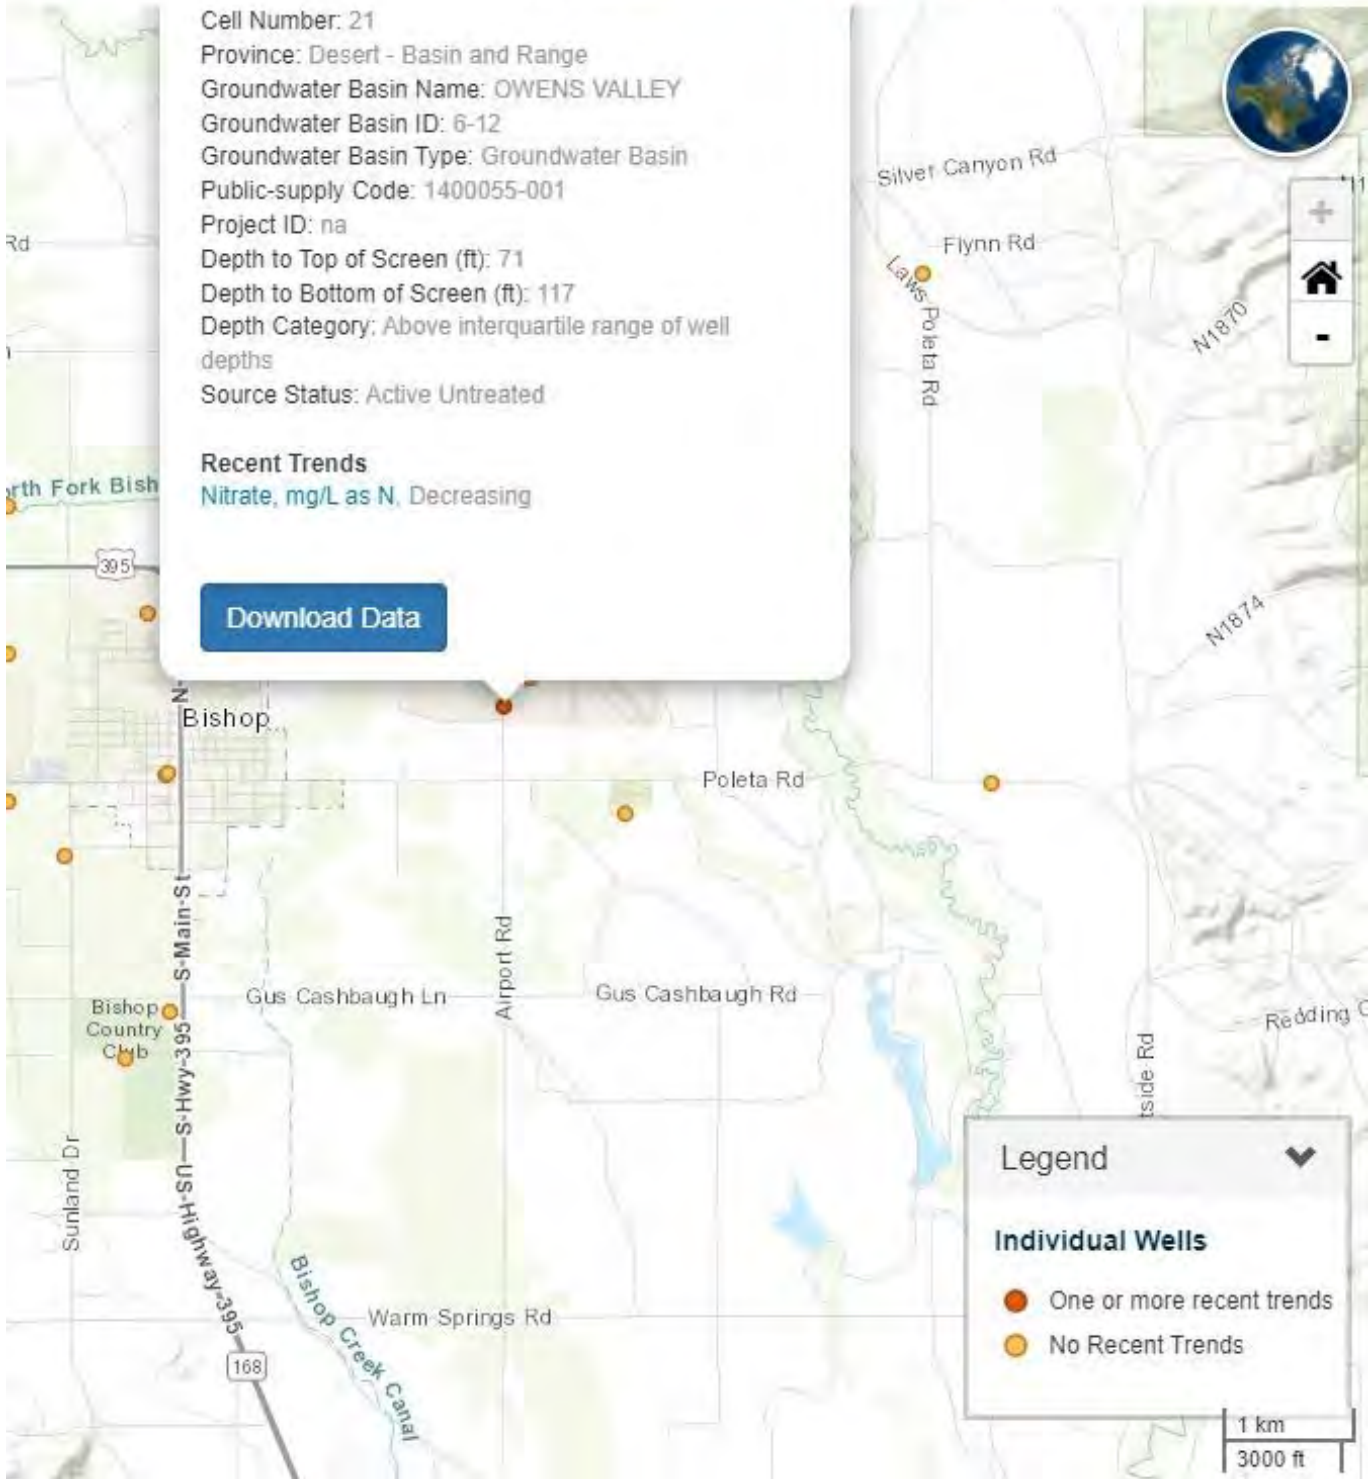 Cell Number: 21
Province: Desert - Basin and Range
Groundwater Basin Name: OWENS VALLEY
Groundwater Basin ID: 6-12
Groundwater Basin Type: Groundwater Basin
Public-supply Code: 1400055-001
Project ID: na
Depth to Top of Screen (ft): 71
Depth to Bottom of Screen (ft): 117
Depth Category: Above interquartile range of well
depths
Source Status: Active Untreated
Recent Trends
Nitrate, mg/L as N, Decreasing
Download Data
Silver Canyon Rd
Flynn Rd
Laws Poleta Rd
N1870
+
-
Rd
orth Fork Bish
395
N1874
N-
Bishop
Poleta Rd
S-Main-St
Airport Rd
Gus Cashbaugh Ln
Gus Cashbaugh Rd
Bishop
Country
Club
S-Hwy-395
Redding C
tside Rd
Sunland Dr
US-Highway-395
Bishop Creek Canal
Warm Springs Rd
168
Legend
Individual Wells
One or more recent trends
No Recent Trends
1 km
3000 ft